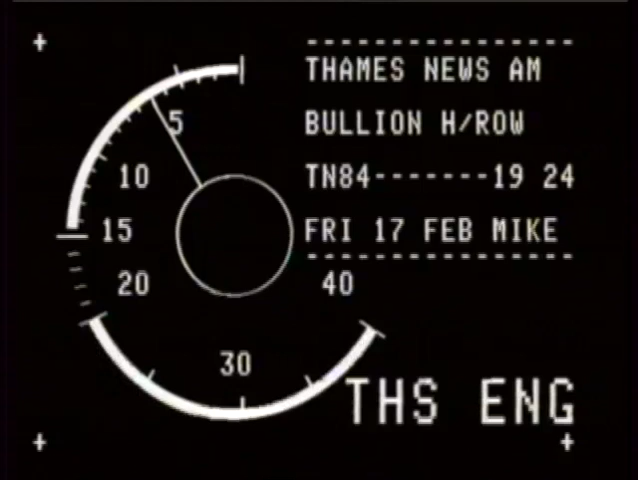 THAMES NEWS AM
BULLION H/ROW
TN84-------19 24
FRI 17 FEB MIKE
5
10
15
20
30
40
THS ENG